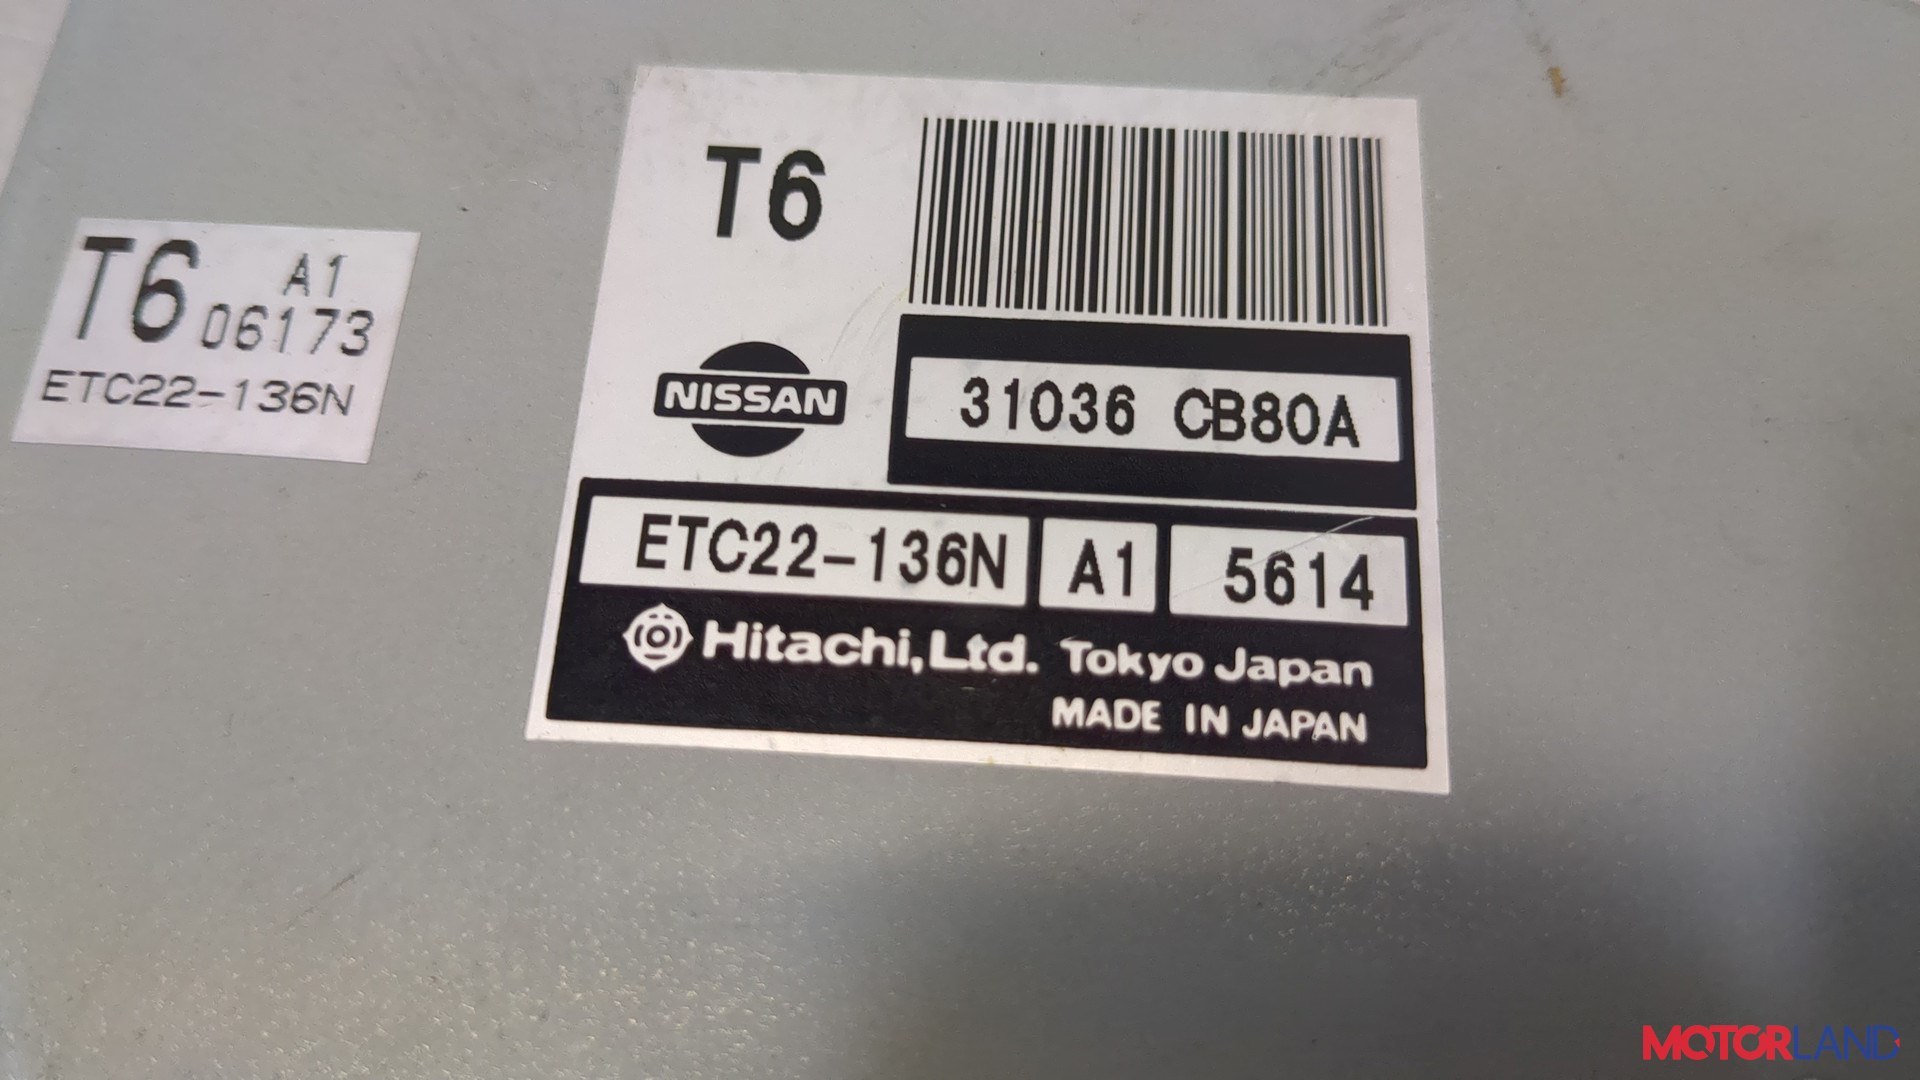 T6 A1
06173
ETC22-136N
T6
NISSAN
31036 CB80A
ETC22-136N A1 5614
Hitachi, Ltd. Tokyo Japan
MADE IN JAPAN
MOTORLAND